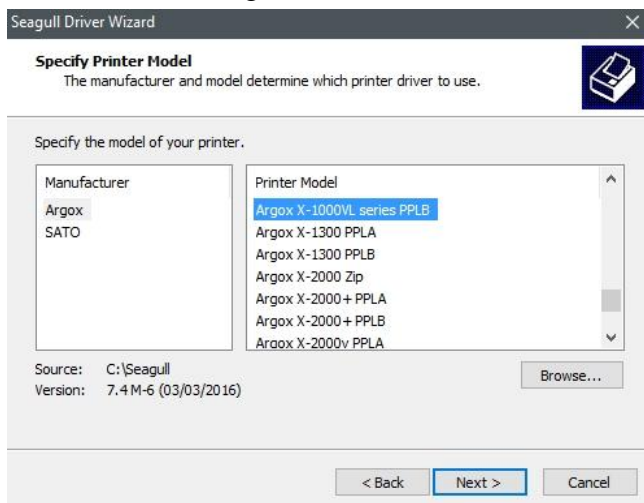 Seagull Driver Wizard
Specify Printer Model
The manufacturer and model determine which printer driver to use.
Specify the model of your printer.
Manufacturer
Argox
SATO
Printer Model
Argox X-1000VL series PPLB
Argox X-1300 PPLA
Argox X-1300 PPLB
Argox X-2000 Zip
Argox X-2000+ PPLA
Argox X-2000+ PPLB
Argox X-2000v PPLA
Source: C:\Seagull
Version: 7.4 M-6 (03/03/2016)
Browse...
< Back Next > Cancel